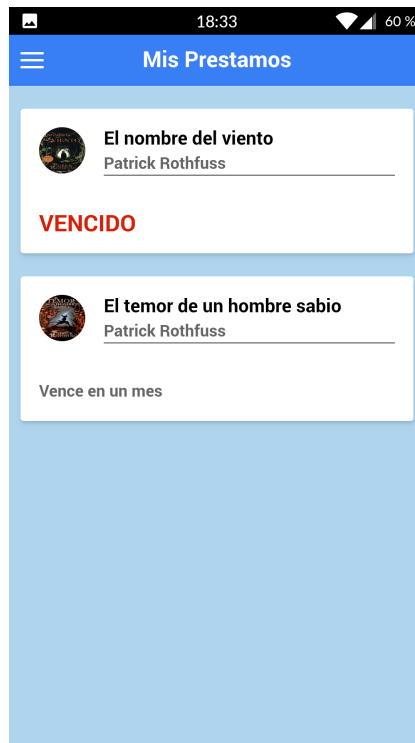 18:33
60 %
Mis Prestamos
El nombre del viento
Patrick Rothfuss
VENCIDO
El temor de un hombre sabio
Patrick Rothfuss
Vence en un mes